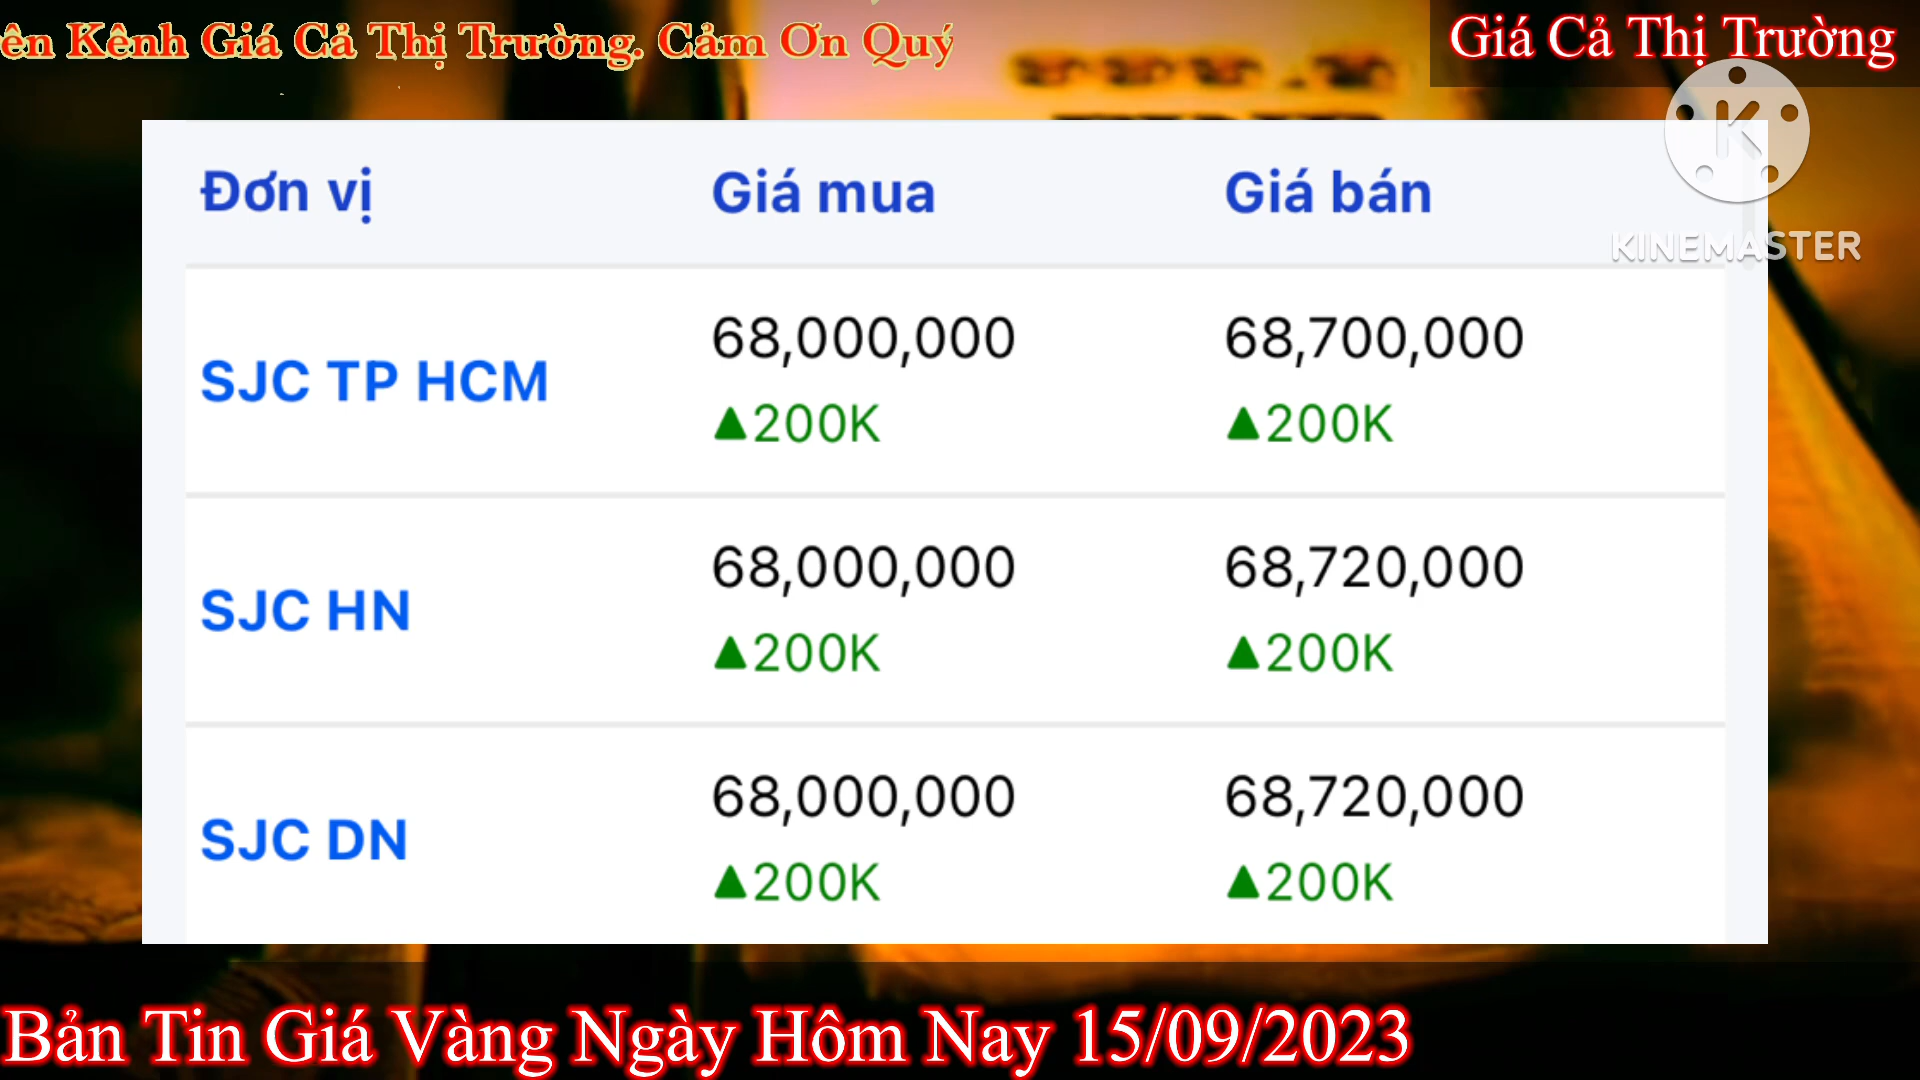 ên Kênh Giá Cả Thị Trường. Cảm Ơn Quý
Giá Cả Thị Trường
KINEMASTER
Đơn vị Giá mua Giá bán
SJC TP HCM 68,000,000 68,700,000
▲200K ▲200K
SJC HN 68,000,000 68,720,000
▲200K ▲200K
SJC DN 68,000,000 68,720,000
▲200K ▲200K
Bản Tin Giá Vàng Ngày Hôm Nay 15/09/2023